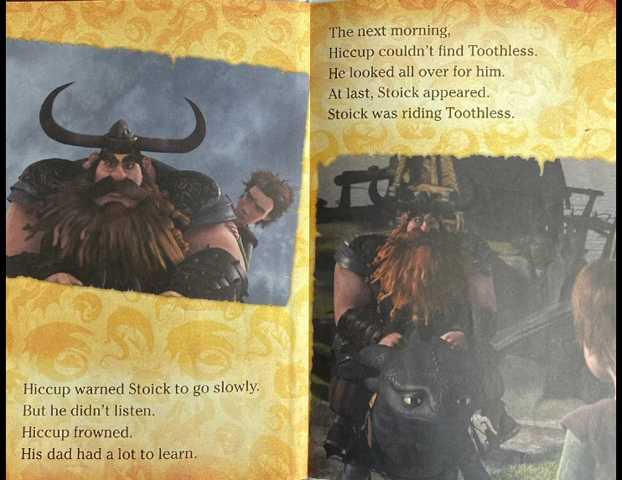 Hiccup warned Stoick to go slowly.
But he didn't listen.
Hiccup frowned.
His dad had a lot to learn.
The next morning,
Hiccup couldn't find Toothless.
He looked all over for him.
At last, Stoick appeared.
Stoick was riding Toothless.